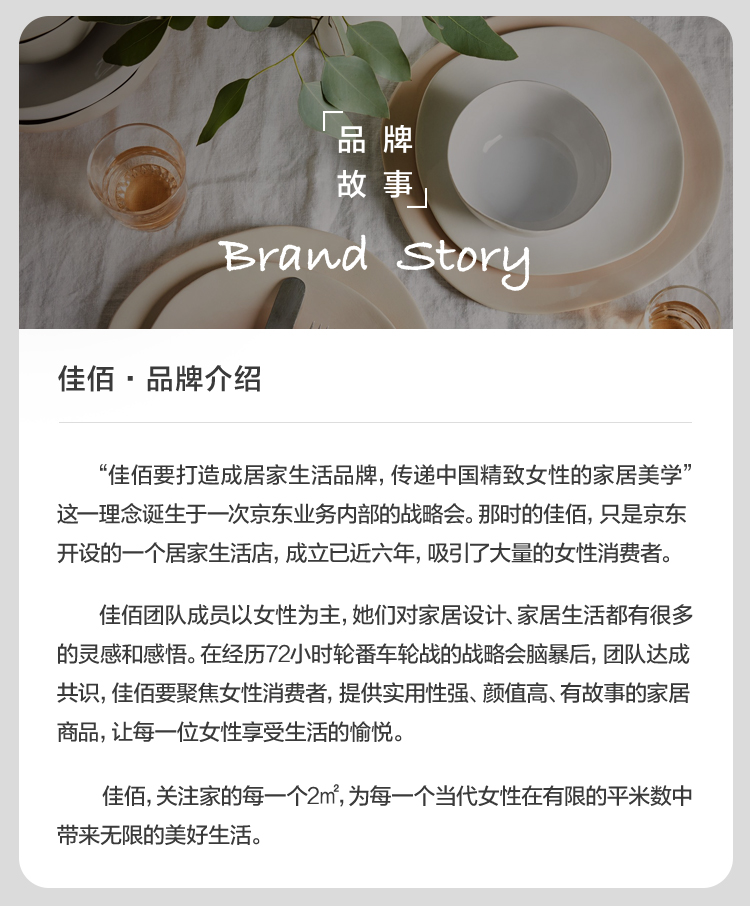 品牌
故事
Brand Story
佳佰·品牌介绍
“佳佰要打造成居家生活品牌，传递中国精致女性的家居美学”
这一理念诞生于一次京东业务内部的战略会。那时的佳佰，只是京东
开设的一个居家生活店，成立已近六年，吸引了大量的女性消费者。
佳佰团队成员以女性为主，她们对家居设计、家居生活都有很多
的灵感和感悟。在经历72小时轮番车轮战的战略会脑暴后，团队达成
共识，佳佰要聚焦女性消费者，提供实用性强、颜值高、有故事的家居
商品，让每一位女性享受生活的愉悦。
佳佰，关注家的每一个2㎡，为每一个当代女性在有限的平米数中
带来无限的美好生活。